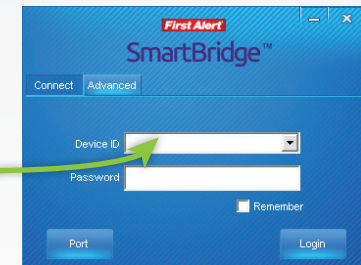 First Alert
SmartBridge™
Connect Advanced
Device ID
Password
Remember
Port Login